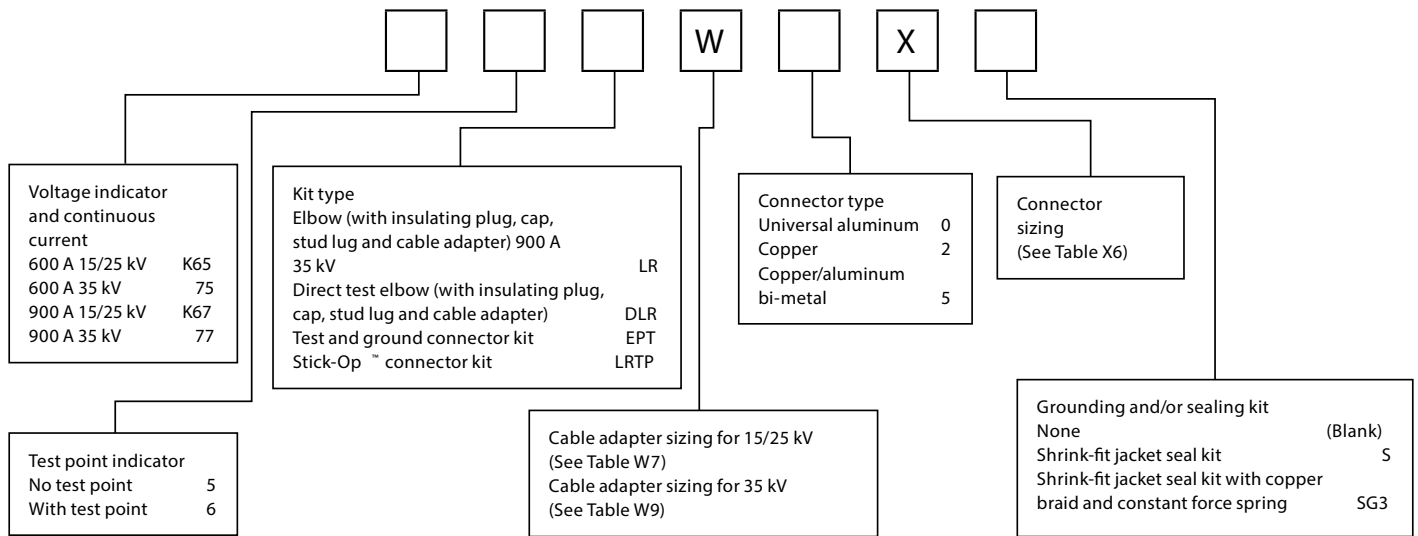 W
X
Voltage indicator
and continuous
current
600 A 15/25 kV K65
600 A 35 kV 75
900 A 15/25 kV K67
900 A 35 kV 77
Test point indicator
No test point 5
With test point 6
Kit type
Elbow (with insulating plug, cap,
stud lug and cable adapter) 900 A
35 kV LR
Direct test elbow (with insulating plug,
cap, stud lug and cable adapter) DLR
Test and ground connector kit EPT
Stick-Op ™ connector kit LRTP
Cable adapter sizing for 15/25 kV
(See Table W7)
Cable adapter sizing for 35 kV
(See Table W9)
Connector type
Universal aluminum 0
Copper 2
Copper/aluminum
bi-metal 5
Connector
sizing
(See Table X6)
Grounding and/or sealing kit
None (Blank)
Shrink-fit jacket seal kit S
Shrink-fit jacket seal kit with copper
braid and constant force spring SG3